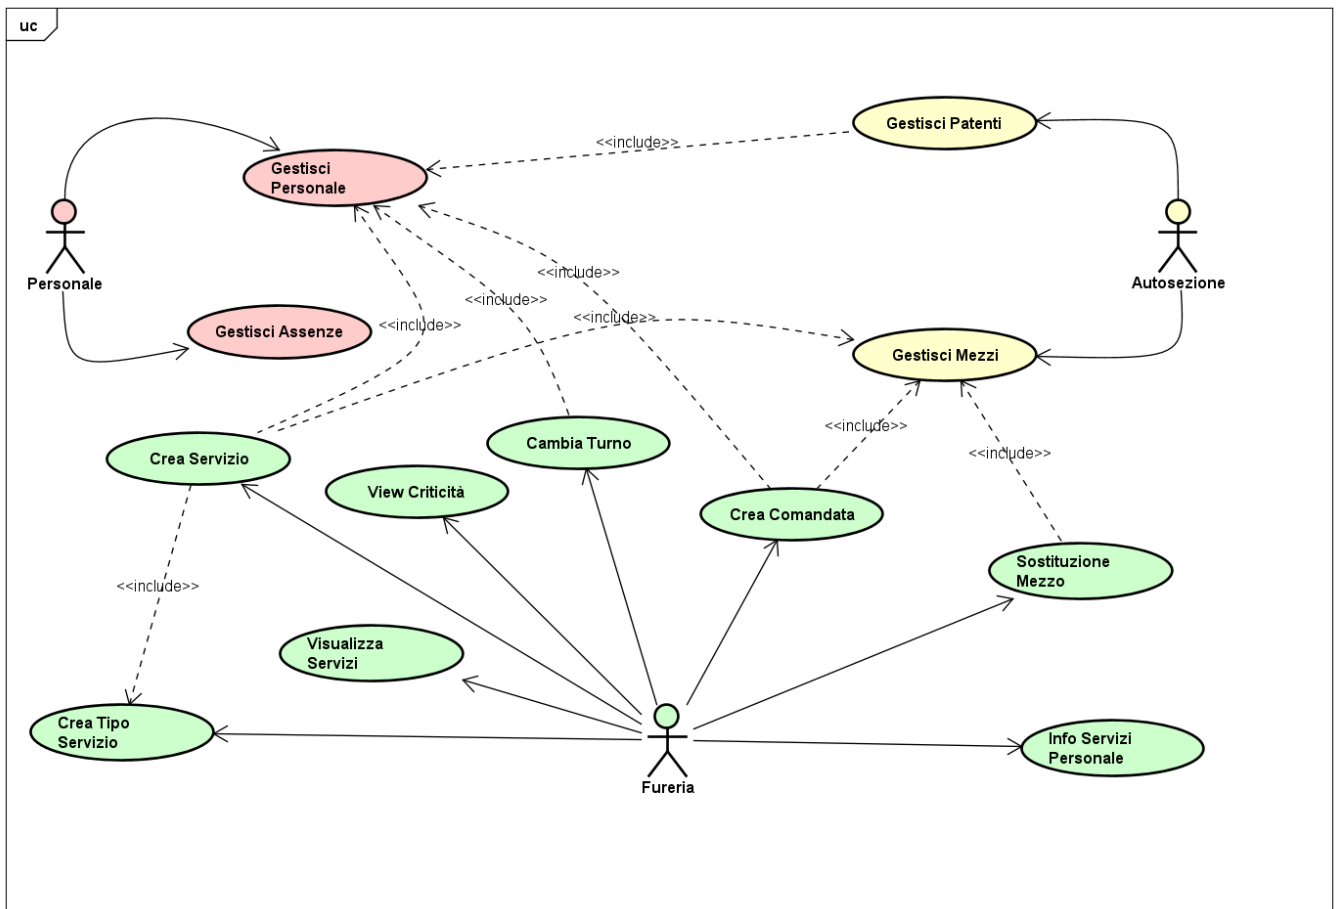 uc
Gestisci Patenti
<<include>>
Gestisci
Personale
Personale
Autosezione
<<include>>
<<include>>
<<include>>
<<include>>
Gestisci Assenze
Gestisci Mezzi
<<include>>
Cambia Turno
<<include>>
Crea Servizio
View Criticità
Crea Comandata
Sostituzione
Mezzo
<<include>>
Visualizza
Servizi
Crea Tipo
Servizio
Info Servizi
Personale
Fureria